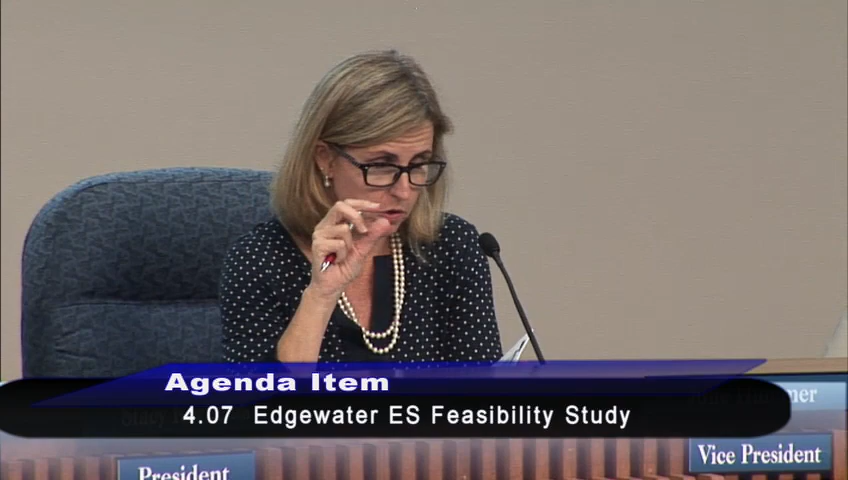 Agenda Item
4.07 Edgewater ES Feasibility Study
Vice President
President